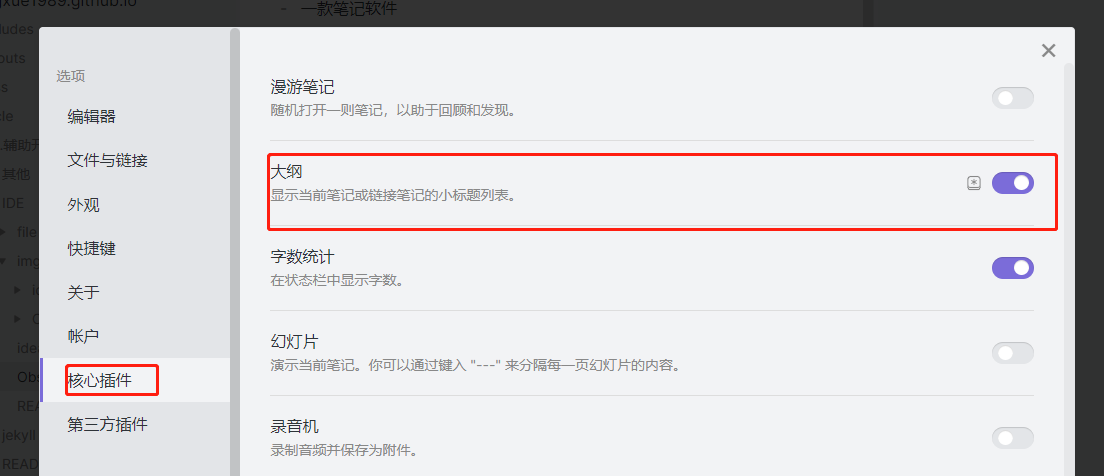 gxue1989.github.io
一款笔记软件
选项
编辑器
文件与链接
外观
快捷键
关于
帐户
核心插件
第三方插件
漫游笔记
随机打开一则笔记，以助于回顾和发现。
大纲
显示当前笔记或链接笔记的小标题列表。
字数统计
在状态栏中显示字数。
幻灯片
演示当前笔记。你可以通过键入 "---" 来分隔每一页幻灯片的内容。
录音机
录制音频并保存为附件。
其他
IDE
file
img
ide
Obs
REA
jekyll
READ